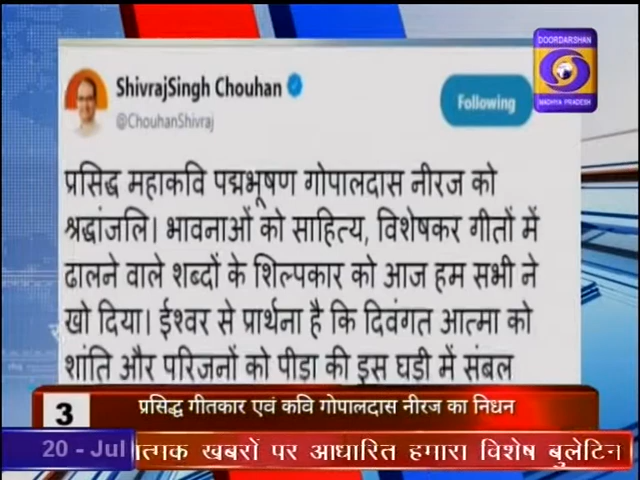 DOORDARSHAN
MADHYA PRADESH
ShivrajSingh Chouhan
@ChouhanShivraj
Following
प्रसिद्ध महाकवि पद्मभूषण गोपालदास नीरज को
श्रद्धांजलि। भावनाओं को साहित्य, विशेषकर गीतों में
ढालने वाले शब्दों के शिल्पकार को आज हम सभी ने
खो दिया। ईश्वर से प्रार्थना है कि दिवंगत आत्मा को
शांति और परिजनों को पीड़ा की इस घड़ी में संबल
3 प्रसिद्ध गीतकार एवं कवि गोपालदास नीरज का निधन
20 - Jul त्मक खबरों पर आधारित हमारा विशेष बुलेटिन